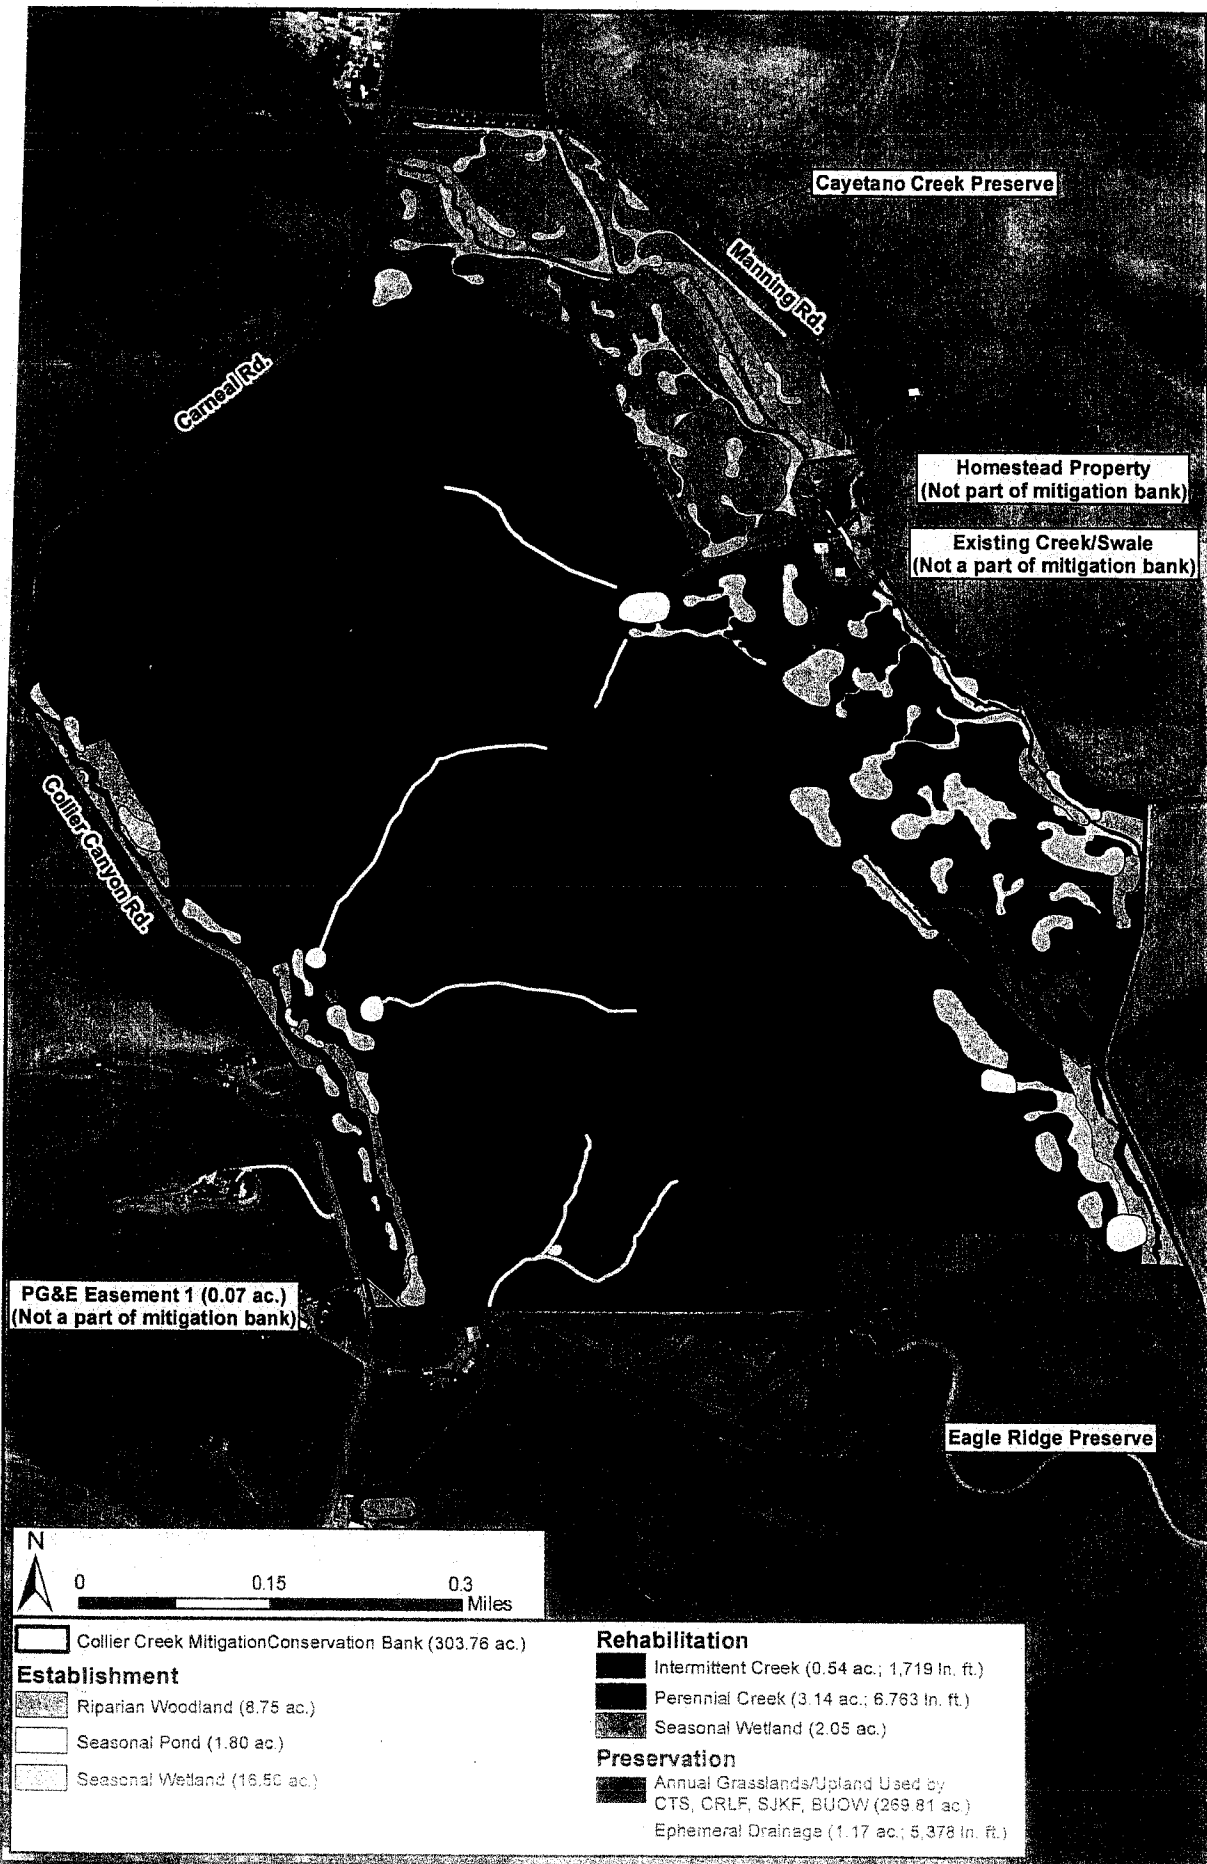 Cayetano Creek Preserve
Manning Rd.
Carneal Rd.
Homestead Property
(Not part of mitigation bank)
Existing Creek/Swale
(Not a part of mitigation bank)
Collier Canyon Rd.
PG&E Easement 1 (0.07 ac.)
(Not a part of mitigation bank)
Eagle Ridge Preserve
N
0 0.15 0.3
Miles
Collier Creek MitigationConservation Bank (303.76 ac.)
Establishment
Riparian Woodland (8.75 ac.)
Seasonal Pond (1.80 ac.)
Seasonal Wetland (16.50 ac.)
Rehabilitation
Intermittent Creek (0.54 ac.; 1,719 ln. ft.)
Perennial Creek (3.14 ac.; 6.763 ln. ft.)
Seasonal Wetland (2.05 ac.)
Preservation
Annual Grasslands/Upland Used by
CTS, CRLF, SJKF, BUOW (269.81 ac.)
Ephemeral Drainage (1.17 ac.; 5,378 ln. ft.)